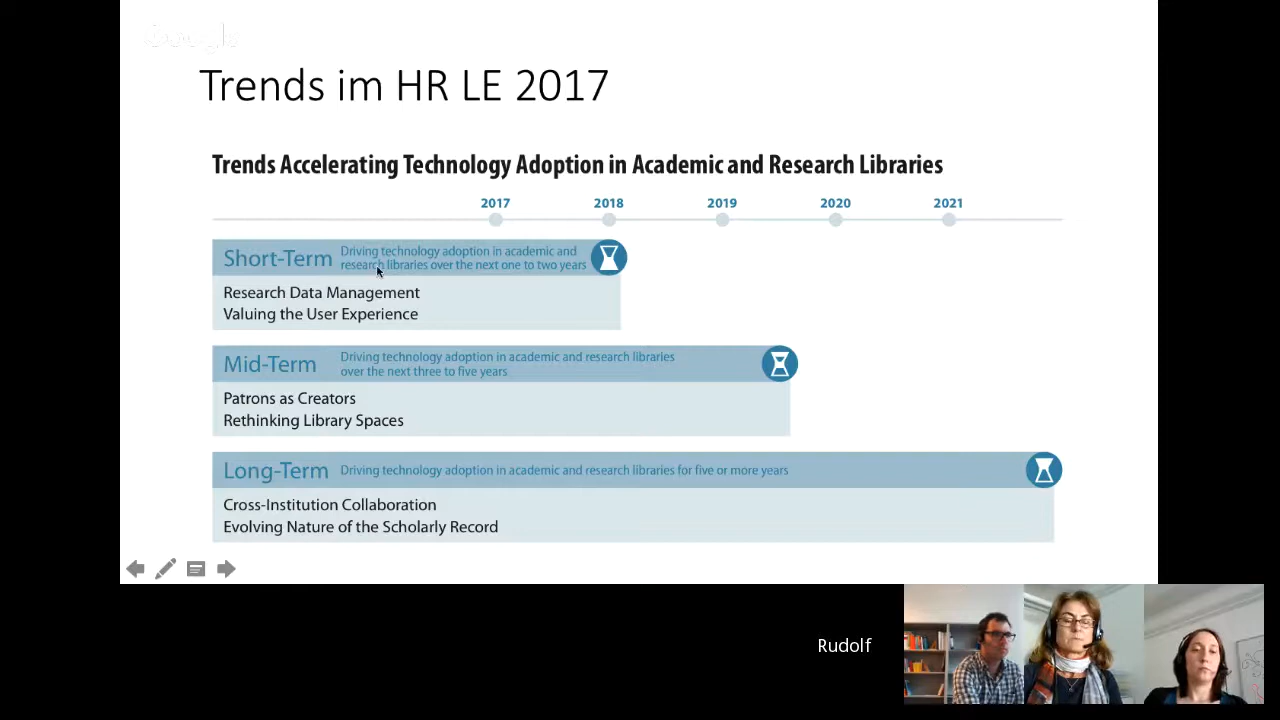 Google
Trends im HR LE 2017
Trends Accelerating Technology Adoption in Academic and Research Libraries
2017 2018 2019 2020 2021
Short-Term Driving technology adoption in academic and
research libraries over the next one to two years
Research Data Management
Valuing the User Experience
Mid-Term Driving technology adoption in academic and research libraries
over the next three to five years
Patrons as Creators
Rethinking Library Spaces
Long-Term Driving technology adoption in academic and research libraries for five or more years
Cross-Institution Collaboration
Evolving Nature of the Scholarly Record
Rudolf